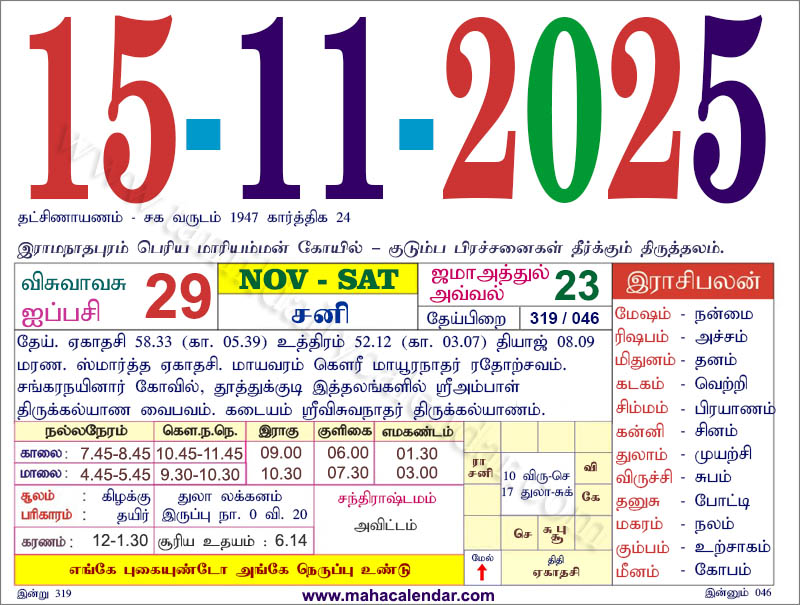 15-11-2025
தட்சிணாயணம் - சக வருடம் 1947 கார்த்திக 24
இராமநாதபுரம் பெரிய மாரியம்மன் கோயில் – குடும்ப பிரச்சனைகள் தீர்க்கும் திருத்தலம்.
விசுவாவசு
ஐப்பசி
29
NOV - SAT
சனி
ஜமாஅத்துல்
அவ்வல்
23
தேய்பிறை
319 / 046
தேய். ஏகாதசி 58.33 (கா. 05.39) உத்திரம் 52.12 (கா. 03.07) தியாஜ் 08.09
மரண. ஸ்மார்த்த ஏகாதசி. மாயவரம் கௌரீ மாயூரநாதர் ரதோற்சவம்.
சங்கரநயினார் கோவில், தூத்துக்குடி இத்தலங்களில் ஸ்ரீஅம்பாள்
திருக்கல்யாண வைபவம். கடையம் ஸ்ரீவிசுவநாதர் திருக்கல்யாணம்.
நல்லநேரம் கௌ.ந.நெ. இராகு குளிகை எமகண்டம்
காலை: 7.45-8.45 10.45-11.45 09.00 06.00 01.30
மாலை: 4.45-5.45 9.30-10.30 10.30 07.30 03.00
சூலம் : கிழக்கு
பரிகாரம் : தயிர்
துலா லக்கனம்
இருப்பு நா. 0 வி. 20
சந்திராஷ்டமம்
அவிட்டம்
கரணம் : 12-1.30
சூரிய உதயம் : 6.14
எங்கே புகையுண்டோ அங்கே நெருப்பு உண்டு
ரா
சனி
10 விரு-செ
17 துலா-சுக்
வி
கே
செ
சூபு
சூ
மேல்
திதி
ஏகாதசி
இராசிபலன்
மேஷம் - நன்மை
ரிஷபம் - அச்சம்
மிதுனம் - தனம்
கடகம் - வெற்றி
சிம்மம் - பிரயாணம்
கன்னி - சினம்
துலாம் - முயற்சி
விருச்சி - சுபம்
தனுசு - போட்டி
மகரம் - நலம்
கும்பம் - உற்சாகம்
மீனம் - கோபம்
இன்று 319
www.mahacalendar.com
இன்னும் 046